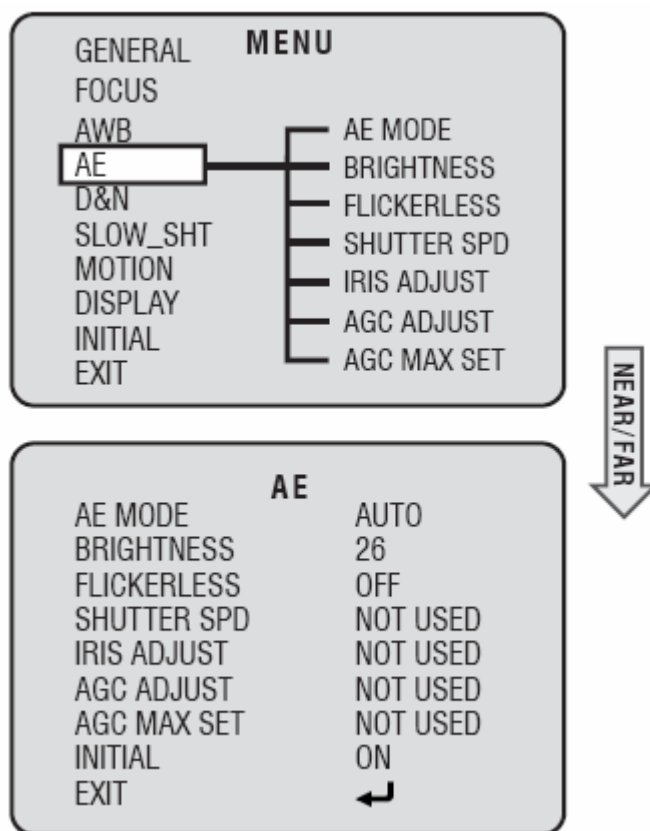 MENU
GENERAL
FOCUS
AWB
AE
D&N
SLOW_SHT
MOTION
DISPLAY
INITIAL
EXIT
AE MODE
BRIGHTNESS
FLICKERLESS
SHUTTER SPD
IRIS ADJUST
AGC ADJUST
AGC MAX SET
NEAR/FAR
AE
AE MODE AUTO
BRIGHTNESS 26
FLICKERLESS OFF
SHUTTER SPD NOT USED
IRIS ADJUST NOT USED
AGC ADJUST NOT USED
AGC MAX SET NOT USED
INITIAL ON
EXIT